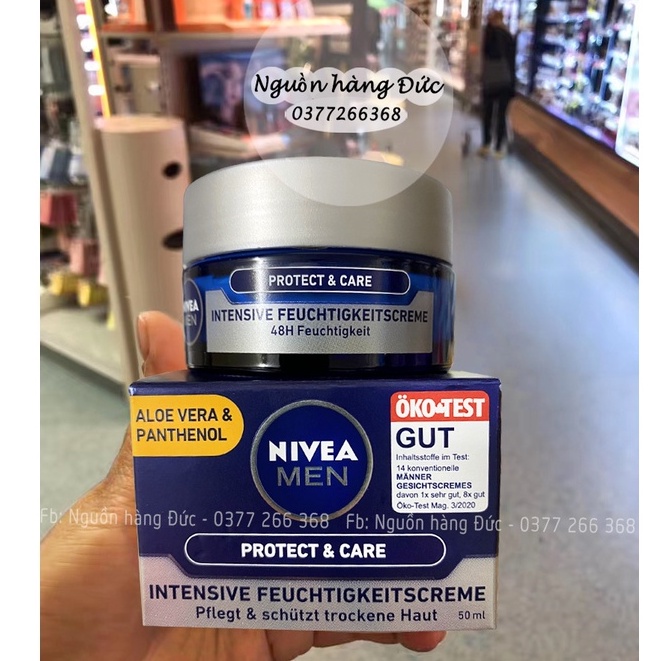 Nguồn hàng Đức
0377266368
PROTECT & CARE
NIVEA
MEN
INTENSIVE FEUCHTIGKEITSCREME
48H Feuchtigkeit
ALOE VERA &
PANTHENOL
NIVEA
MEN
ÖKO-TEST
GUT
Inhaltsstoffe im Test:
14 konventionelle
MÄNNER
GESICHTSCREMES
davon 1x sehr gut, 8x gut
Öko-Test Mag. 3/2020
Fb: Nguồn hàng Đức - 0377 266 368 Fb: Nguồn hàng Đức - 0377 266 368
PROTECT & CARE
INTENSIVE FEUCHTIGKEITSCREME
Pflegt & schützt trockene Haut 50 ml